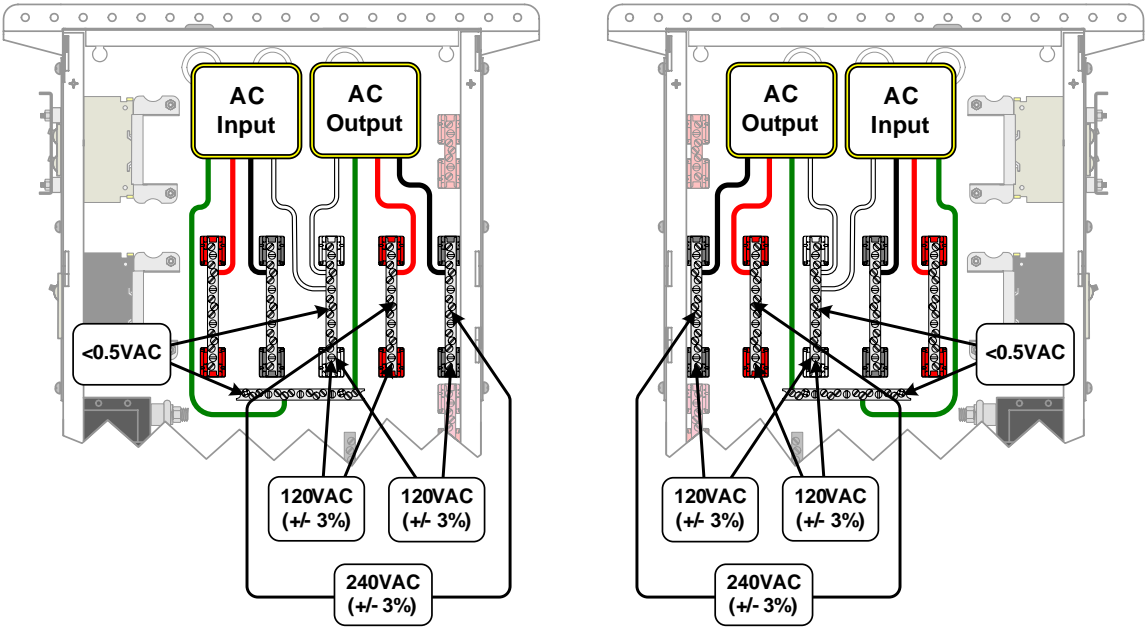 AC
Input
AC
Output
<0.5VAC
120VAC
(+/- 3%)
120VAC
(+/- 3%)
240VAC
(+/- 3%)
AC
Output
AC
Input
<0.5VAC
120VAC
(+/- 3%)
120VAC
(+/- 3%)
240VAC
(+/- 3%)